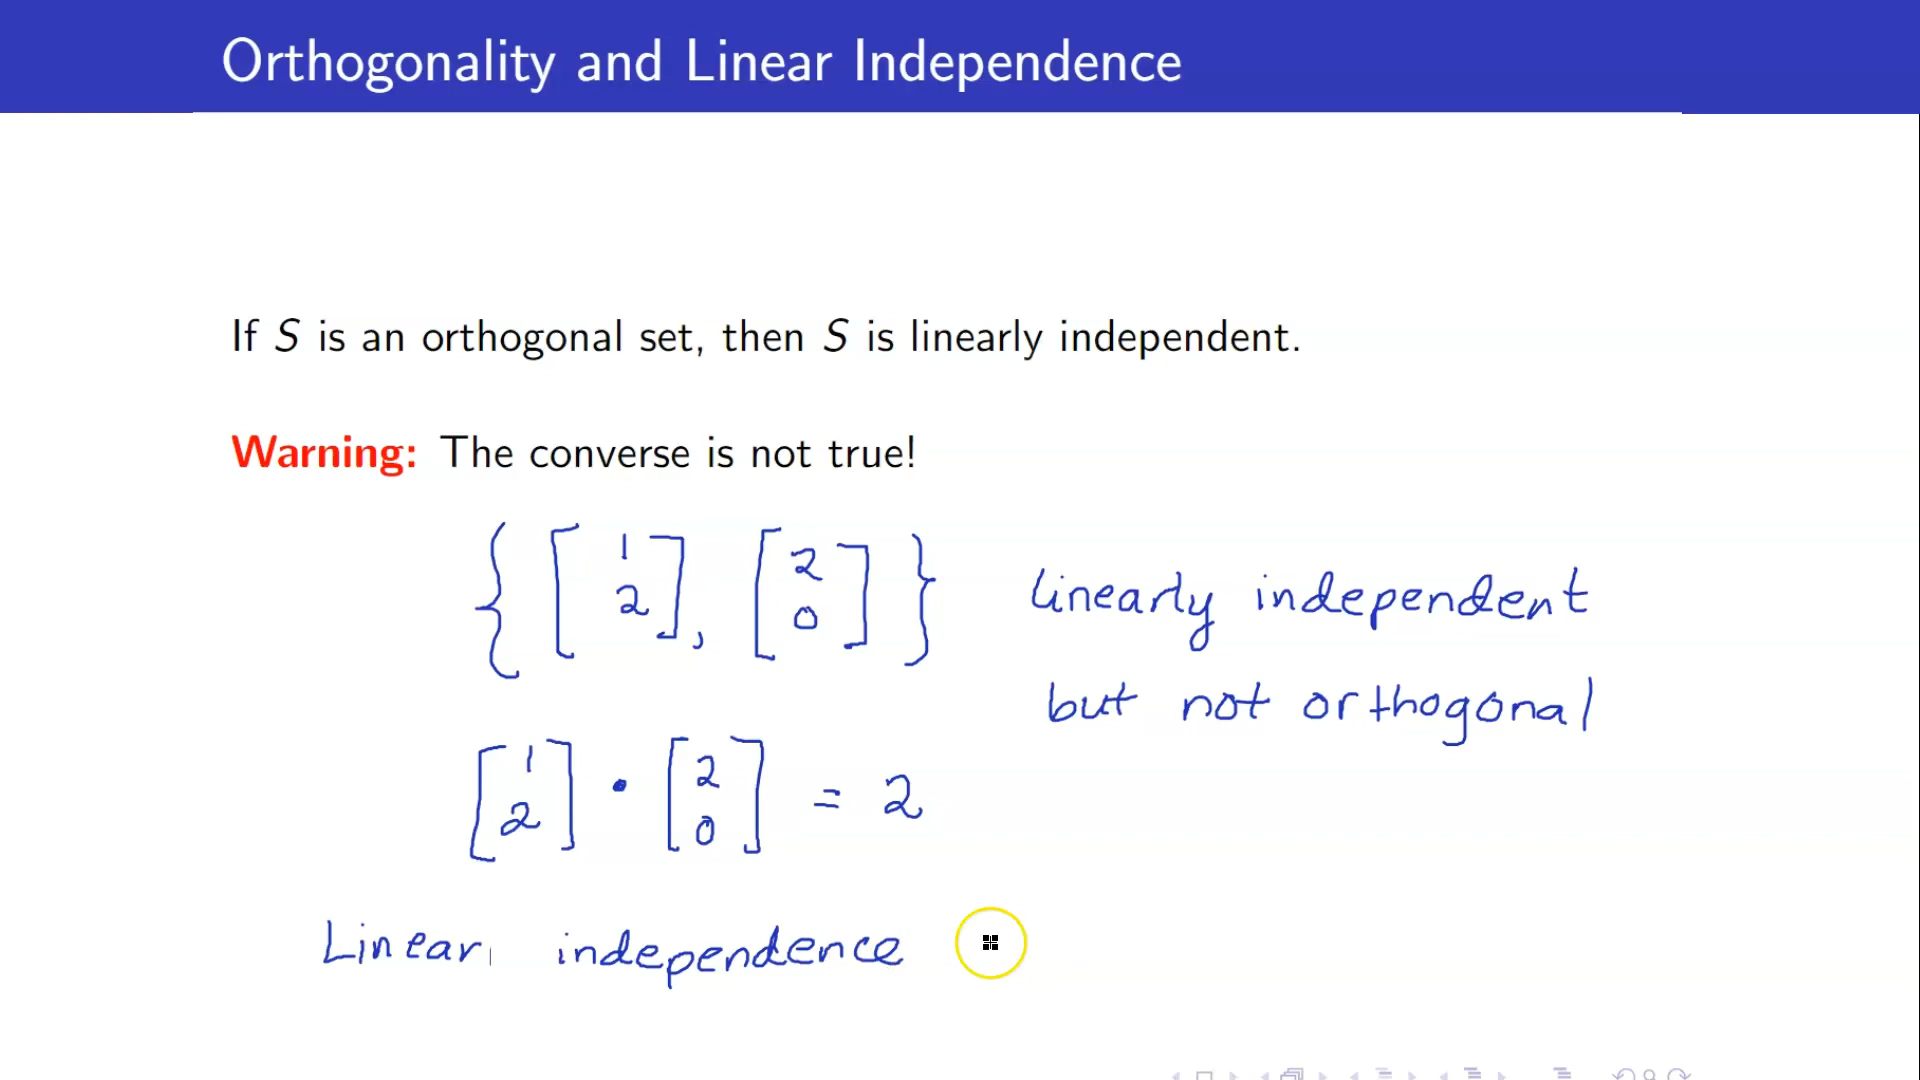 Orthogonality and Linear Independence
If S is an orthogonal set, then S is linearly independent.
Warning: The converse is not true!
{ [ 1 2 ], [ 2 0 ] } linearly independent
but not orthogonal
[ 1 2 ] • [ 2 0 ] = 2
Linear independence